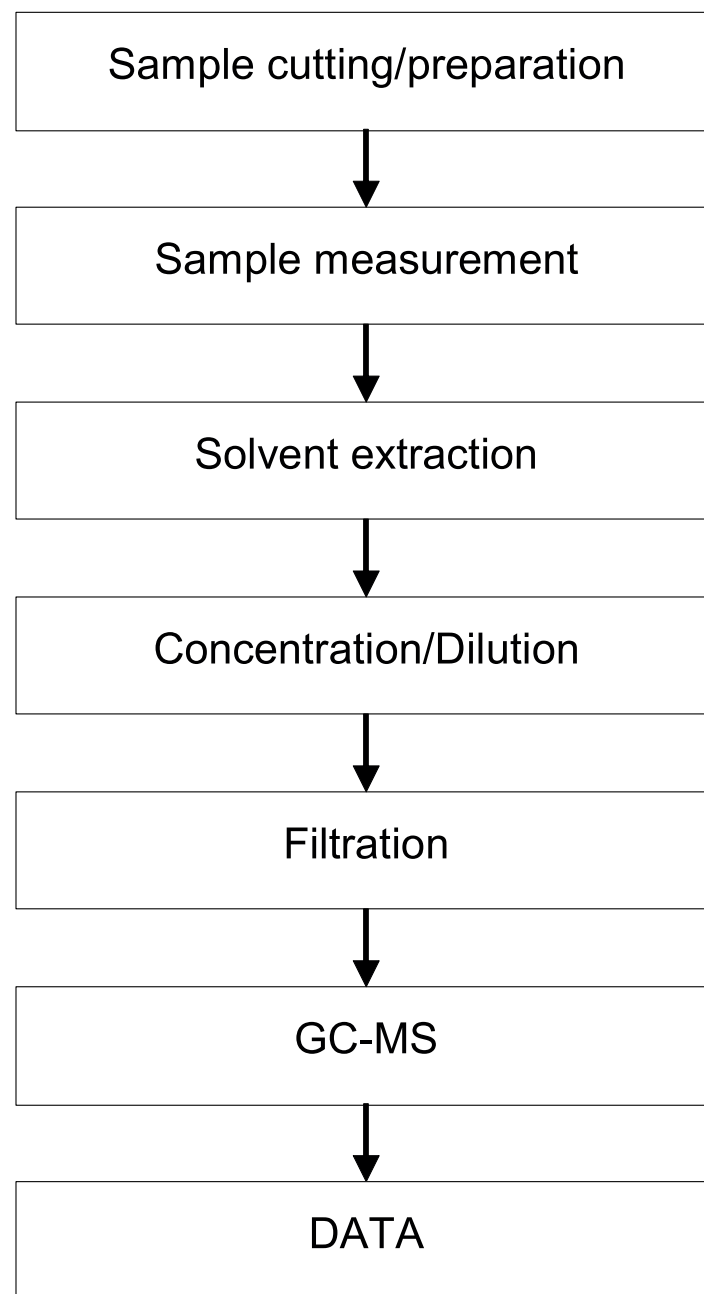 Sample cutting/preparation
Sample measurement
Solvent extraction
Concentration/Dilution
Filtration
GC-MS
DATA